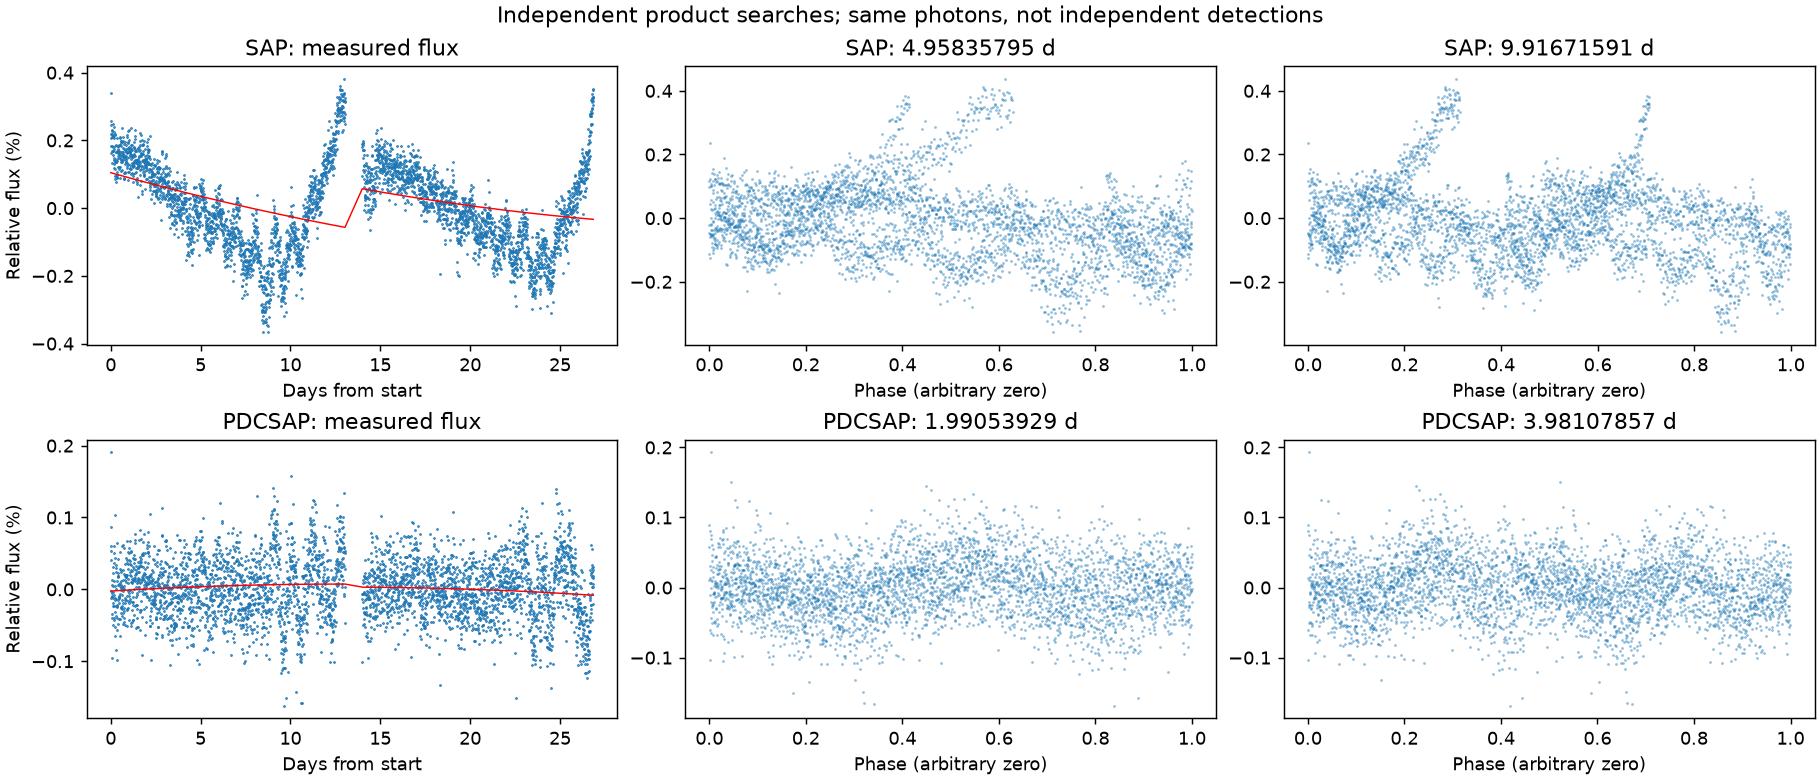 Independent product searches; same photons, not independent detections
SAP: measured flux
SAP: 4.95835795 d
SAP: 9.91671591 d
Relative flux (%)
0.4
0.2
0.0
−0.2
−0.4
0 5 10 15 20 25
Days from start
0.4
0.2
0.0
−0.2
0.0 0.2 0.4 0.6 0.8 1.0
Phase (arbitrary zero)
0.4
0.2
0.0
−0.2
0.0 0.2 0.4 0.6 0.8 1.0
Phase (arbitrary zero)
PDCSAP: measured flux
PDCSAP: 1.99053929 d
PDCSAP: 3.98107857 d
Relative flux (%)
0.2
0.1
0.0
−0.1
0 5 10 15 20 25
Days from start
0.2
0.1
0.0
−0.1
0.0 0.2 0.4 0.6 0.8 1.0
Phase (arbitrary zero)
0.2
0.1
0.0
−0.1
0.0 0.2 0.4 0.6 0.8 1.0
Phase (arbitrary zero)